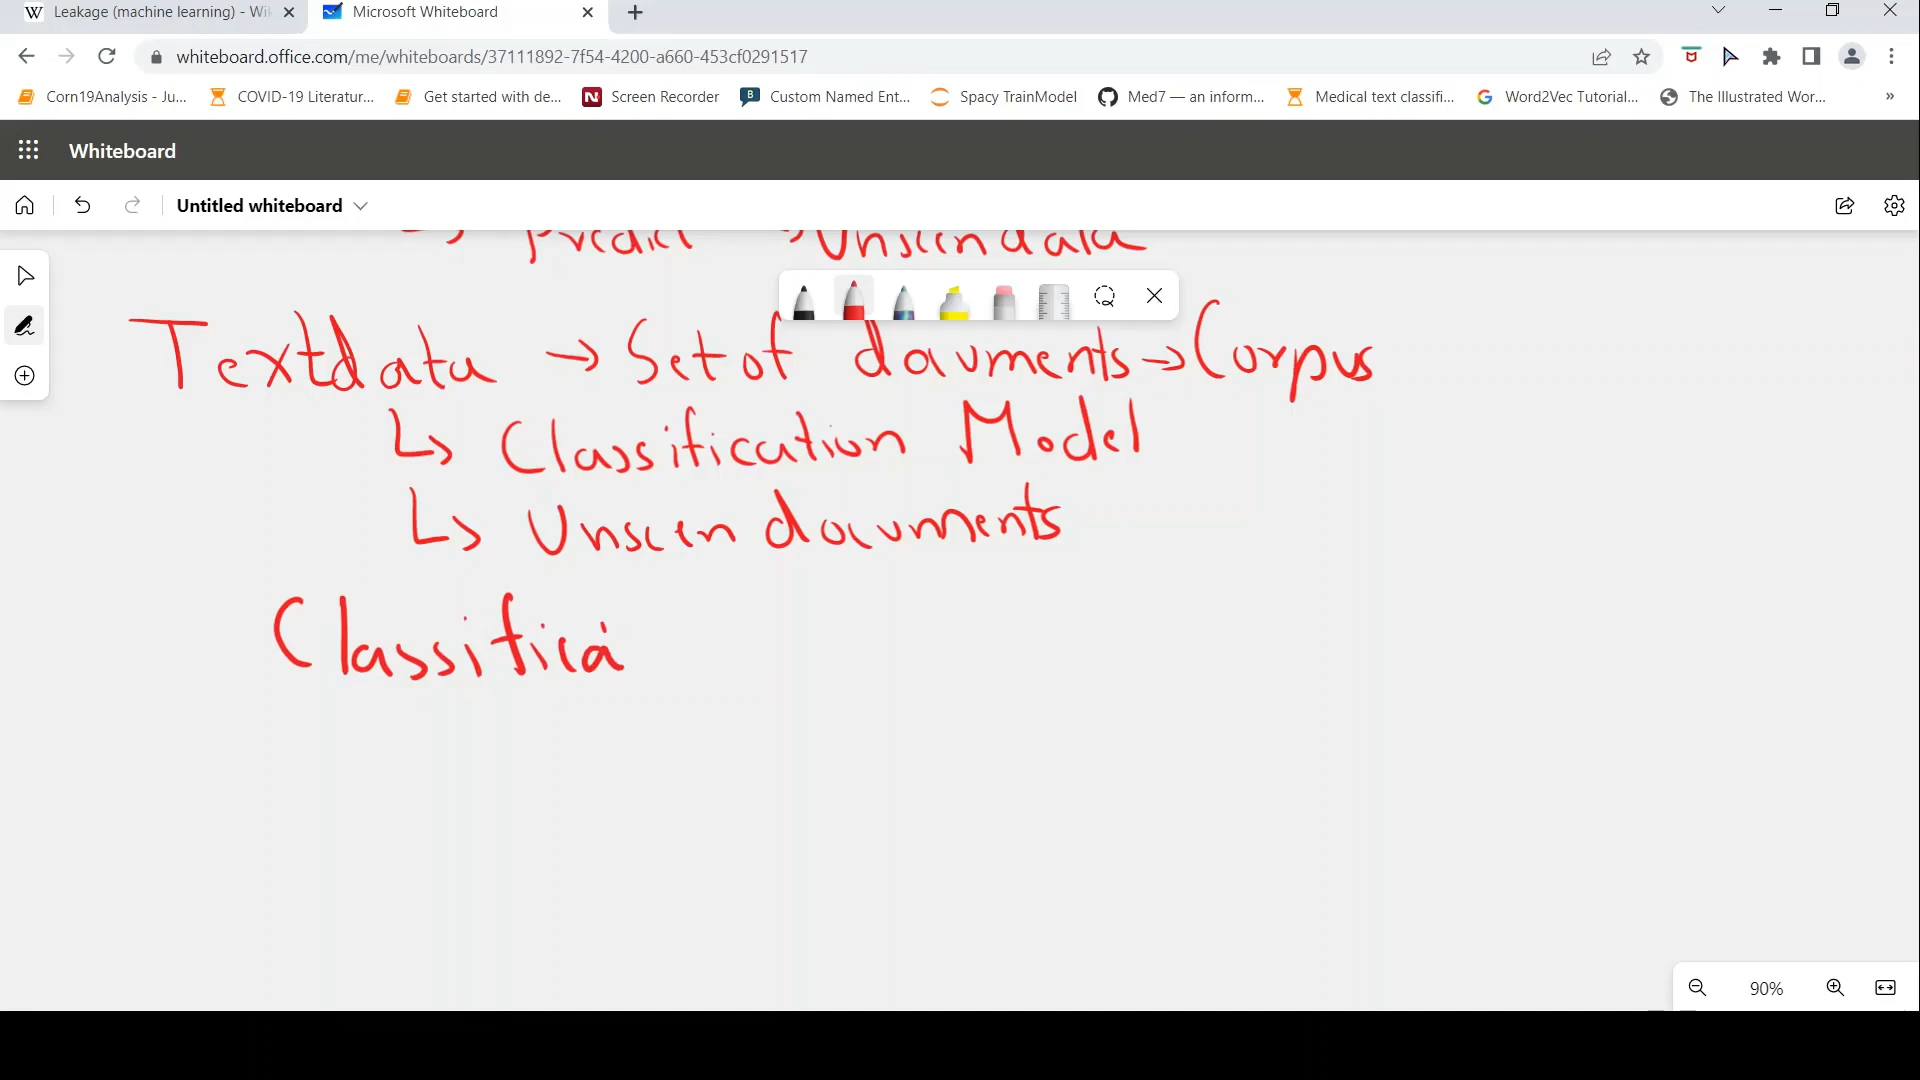 Leakage (machine learning) - Wi
Microsoft Whiteboard
whiteboard.office.com/me/whiteboards/37111892-7f54-4200-a660-453cf0291517
Corn19Analysis - Ju... COVID-19 Literatur... Get started with de... Screen Recorder Custom Named Ent... Spacy TrainModel Med7 — an inform... Medical text classifi... Word2Vec Tutorial... The Illustrated Wor... »
Whiteboard
Untitled whiteboard
→ Predict → Unseen data
Textdata → Set of documents → Corpus
↳ Classification Model
↳ Unseen documents
Classifica
90%